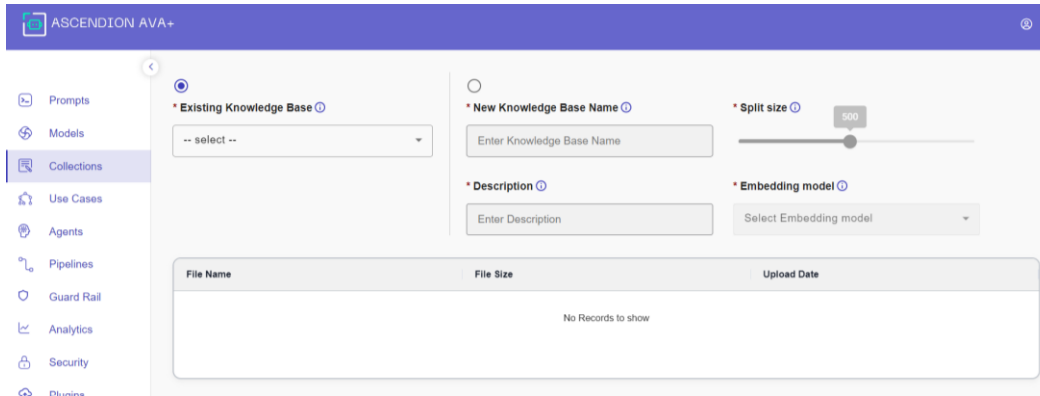 ASCENDION AVA+
Prompts
Models
Collections
Use Cases
Agents
Pipelines
Guard Rail
Analytics
Security
Plugins
* Existing Knowledge Base
-- select --
* New Knowledge Base Name
Enter Knowledge Base Name
* Split size
500
* Description
Enter Description
* Embedding model
Select Embedding model
File Name File Size Upload Date
No Records to show